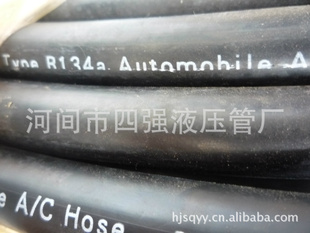 Type R134a Automobile A
河间市四强液压管厂
A/C Hose
hjsqyy.cn.alibaba.com